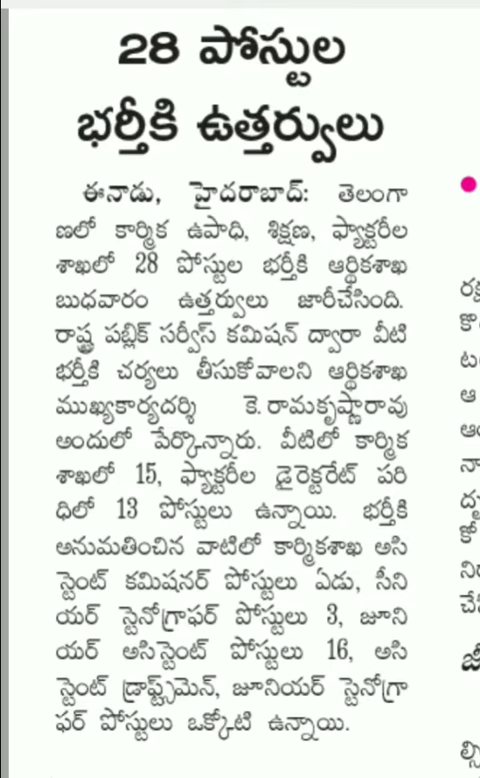 28 పోస్టుల
భర్తీకి ఉత్తర్వులు
ఈనాడు, హైదరాబాద్: తెలంగా
ణలో కార్మిక ఉపాధి, శిక్షణ, ఫ్యాక్టరీల
శాఖలో 28 పోస్టుల భర్తీకి ఆర్థికశాఖ
బుధవారం ఉత్తర్వులు జారీచేసింది.
రాష్ట్ర పబ్లిక్ సర్వీస్ కమిషన్ ద్వారా వీటి
భర్తీకి చర్యలు తీసుకోవాలని ఆర్థికశాఖ
ముఖ్యకార్యదర్శి కె.రామకృష్ణారావు
అందులో పేర్కొన్నారు. వీటిలో కార్మిక
శాఖలో 15, ఫ్యాక్టరీల డైరెక్టరేట్ పరి
ధిలో 13 పోస్టులు ఉన్నాయి. భర్తీకి
అనుమతించిన వాటిలో కార్మికశాఖ అసి
స్టెంట్ కమిషనర్ పోస్టులు ఏడు, సీని
యర్ స్టెనోగ్రాఫర్ పోస్టులు 3, జూని
యర్ అసిస్టెంట్ పోస్టులు 16, అసి
స్టెంట్ డ్రాఫ్ట్స్‌మెన్, జూనియర్ స్టెనోగ్రా
ఫర్ పోస్టులు ఒక్కోటి ఉన్నాయి.